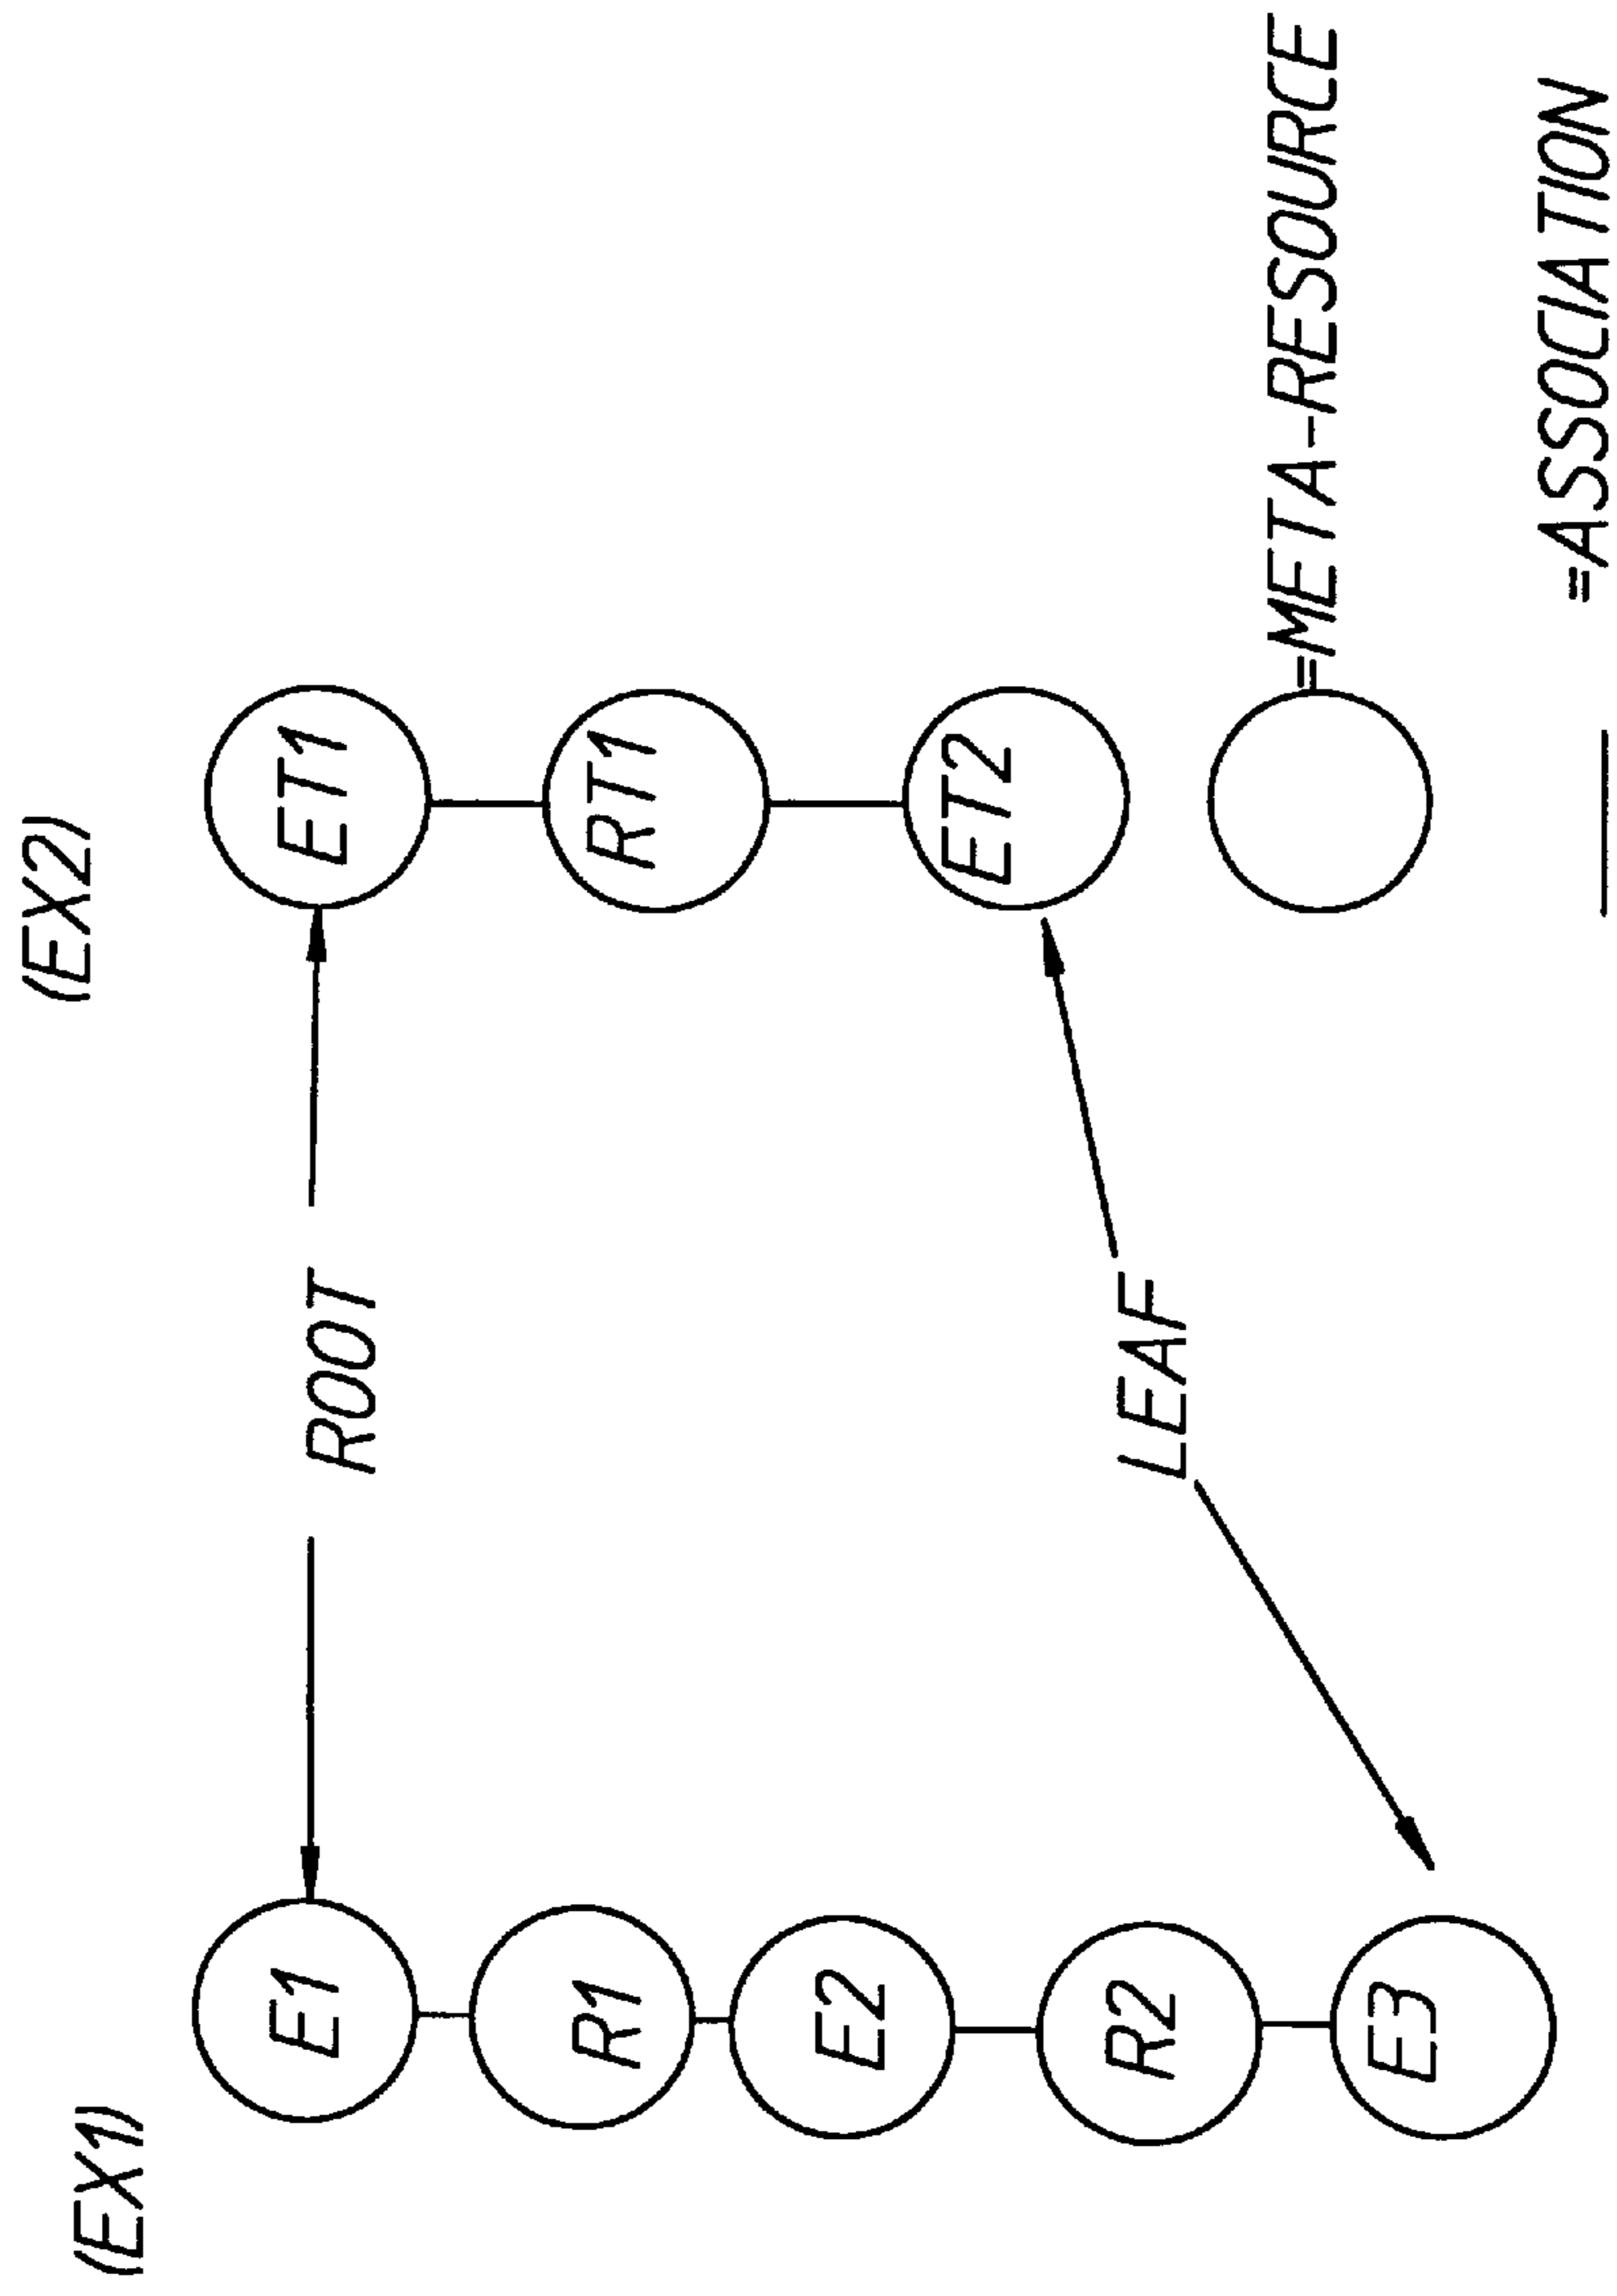 (EX1)
(EX2)
E1
ROOT
ET1
R1
RT1
E2
ET2
R2
LEAF
E3
=META-RESOURCE
=ASSOCIATION